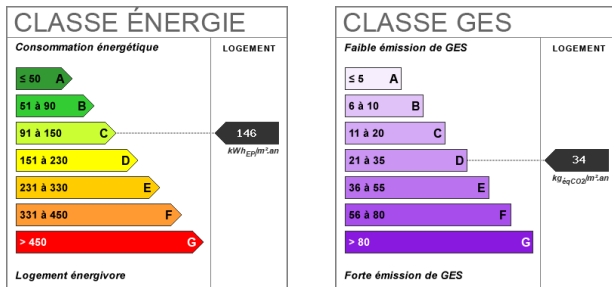 CLASSE ÉNERGIE
Consommation énergétique
LOGEMENT
≤ 50 A
51 à 90 B
91 à 150 C
146
kWhEP/m².an
151 à 230 D
231 à 330 E
331 à 450 F
> 450 G
Logement énergivore
CLASSE GES
Faible émission de GES
LOGEMENT
≤ 5 A
6 à 10 B
11 à 20 C
21 à 35 D
34
kgéqCO2/m².an
36 à 55 E
56 à 80 F
> 80 G
Forte émission de GES